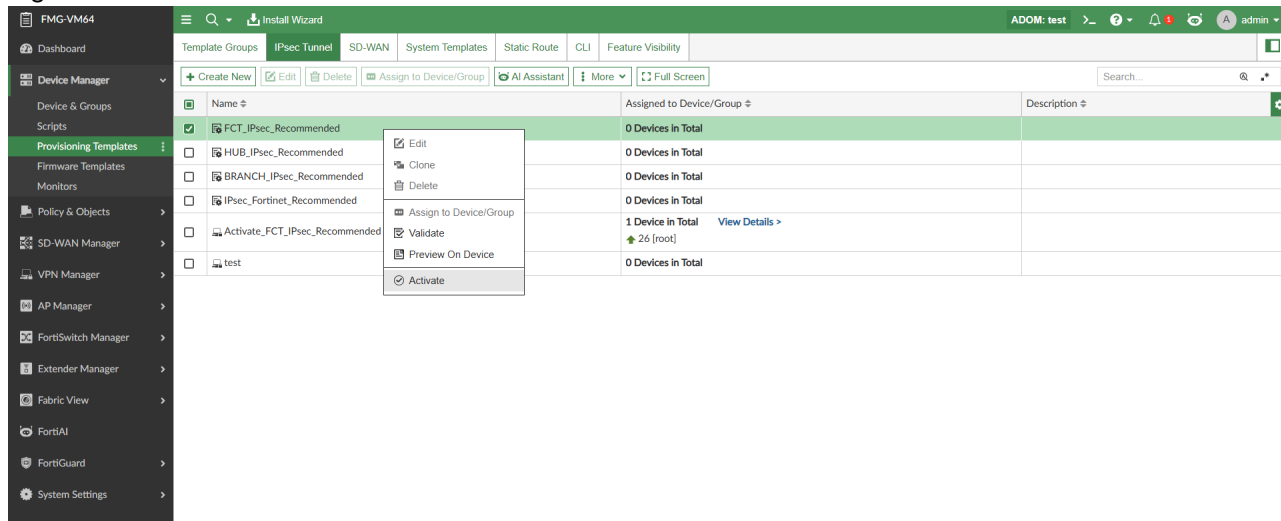 FMG-VM64
Install Wizard
ADOM: test
1
A
admin
Dashboard
Template Groups
IPsec Tunnel
SD-WAN
System Templates
Static Route
CLI
Feature Visibility
Device Manager
Create New
Edit
Delete
Assign to Device/Group
AI Assistant
More
Full Screen
Search...
Device & Groups
Scripts
Provisioning Templates
Firmware Templates
Monitors
Policy & Objects
SD-WAN Manager
VPN Manager
AP Manager
FortiSwitch Manager
Extender Manager
Fabric View
FortiAI
FortiGuard
System Settings
Name
Assigned to Device/Group
Description
FCT_IPsec_Recommended
0 Devices in Total
HUB_IPsec_Recommended
0 Devices in Total
BRANCH_IPsec_Recommended
0 Devices in Total
IPsec_Fortinet_Recommended
0 Devices in Total
Activate_FCT_IPsec_Recommended
1 Device in Total
View Details >
26 [root]
test
0 Devices in Total
Edit
Clone
Delete
Assign to Device/Group
Validate
Preview On Device
Activate